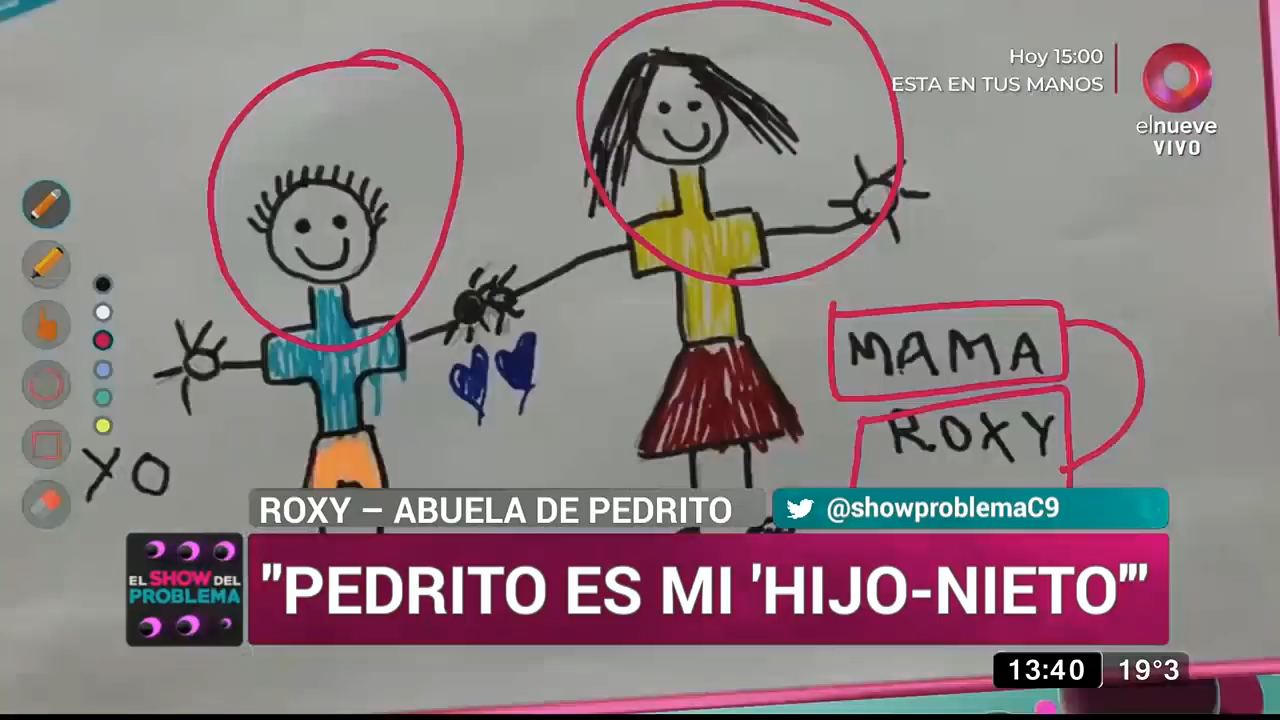 Hoy 15:00
ESTA EN TUS MANOS
elnueve
VIVO
MAMA
ROXY
YO
ROXY – ABUELA DE PEDRITO
@showproblemaC9
EL SHOW DEL
PROBLEMA
"PEDRITO ES MI 'HIJO-NIETO'"
13:40
19°3